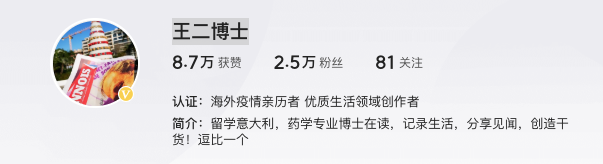 王二博士
8.7万 获赞 2.5万 粉丝 81 关注
认证：海外疫情亲历者 优质生活领域创作者
简介：留学意大利，药学专业博士在读，记录生活，分享见闻，创造干
货！逗比一个